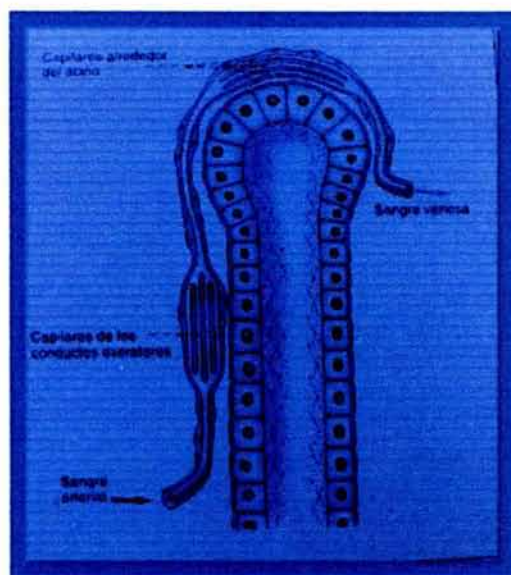 Capilares alrededor
del acino
Sangre venosa
Capilares de los
conductos excretores
Sangre
arterial